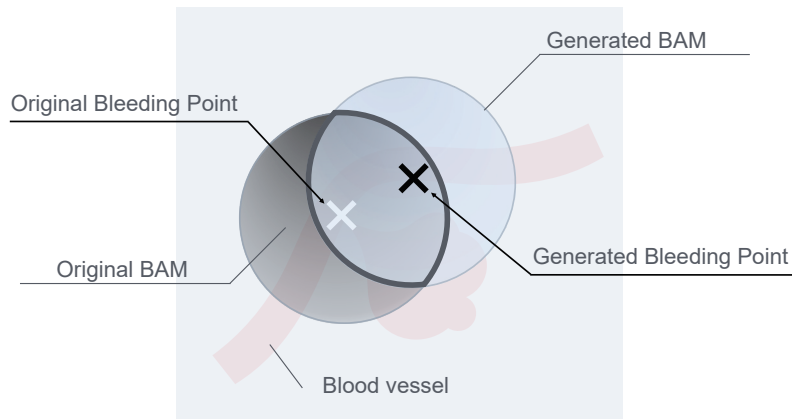 Generated BAM
Original Bleeding Point
Generated Bleeding Point
Original BAM
Blood vessel